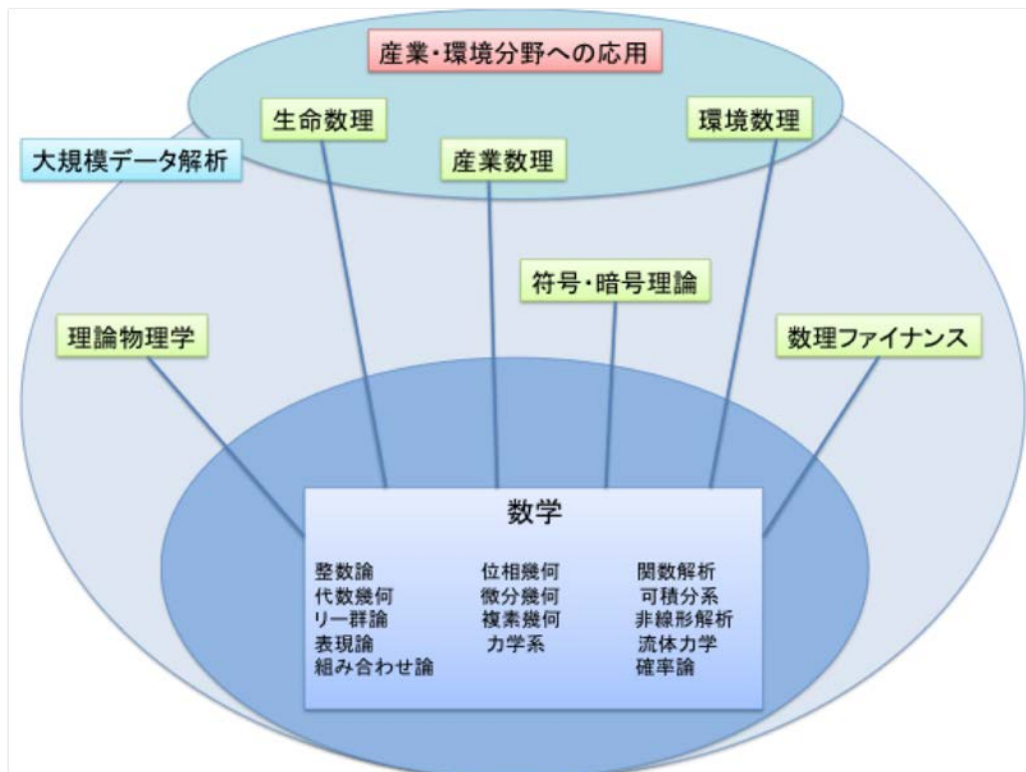 産業・環境分野への応用
生命数理
環境数理
大規模データ解析
産業数理
符号・暗号理論
理論物理学
数理ファイナンス
数学
整数論
代数幾何
リー群論
表現論
組み合わせ論
位相幾何
微分幾何
複素幾何
力学系
関数解析
可積分系
非線形解析
流体力学
確率論